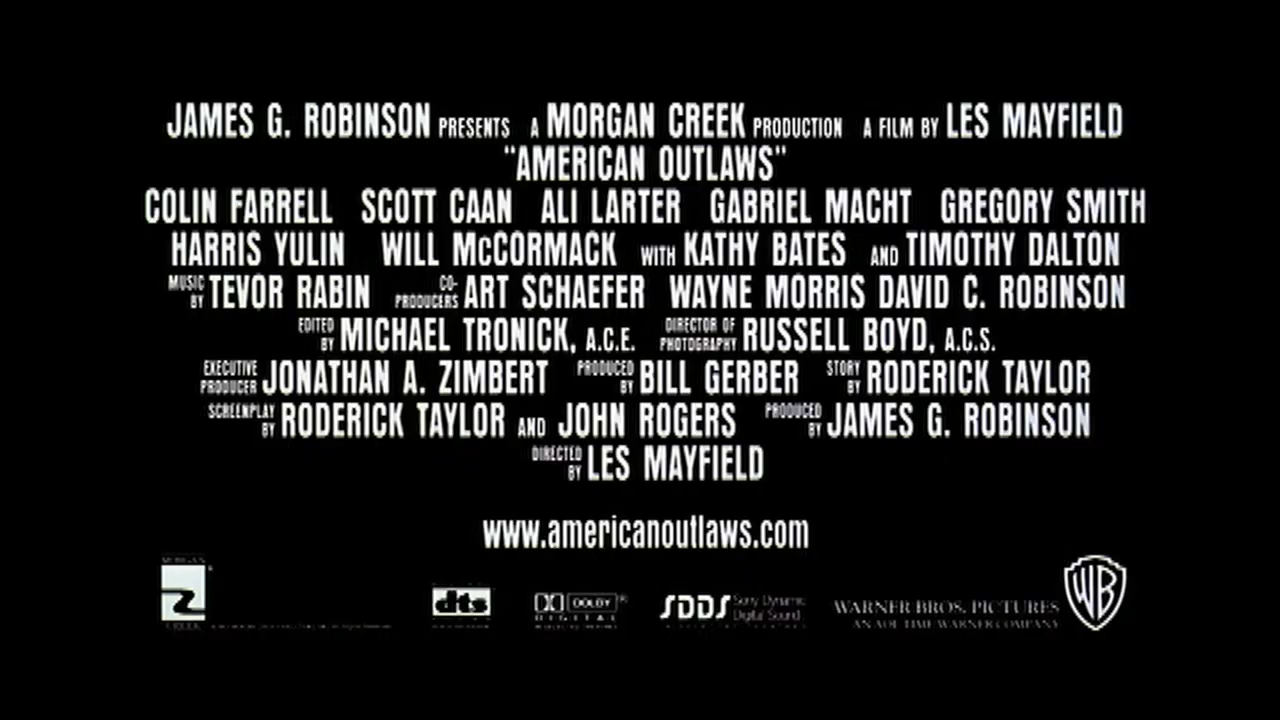 JAMES G. ROBINSON PRESENTS A MORGAN CREEK PRODUCTION A FILM BY LES MAYFIELD
"AMERICAN OUTLAWS"
COLIN FARRELL SCOTT CAAN ALI LARTER GABRIEL MACHT GREGORY SMITH
HARRIS YULIN WILL McCORMACK WITH KATHY BATES AND TIMOTHY DALTON
MUSIC BY TEVOR RABIN CO-PRODUCERS ART SCHAEFER WAYNE MORRIS DAVID C. ROBINSON
EDITED BY MICHAEL TRONICK, A.C.E. DIRECTOR OF PHOTOGRAPHY RUSSELL BOYD, A.C.S.
EXECUTIVE PRODUCER JONATHAN A. ZIMBERT PRODUCED BY BILL GERBER STORY BY RODERICK TAYLOR
SCREENPLAY BY RODERICK TAYLOR AND JOHN ROGERS PRODUCED BY JAMES G. ROBINSON
DIRECTED BY LES MAYFIELD
www.americanoutlaws.com
MORGAN CREEK
dts
DOLBY DIGITAL
SDDS Sony Dynamic Digital Sound
WARNER BROS. PICTURES
AN AOL TIME WARNER COMPANY
WB